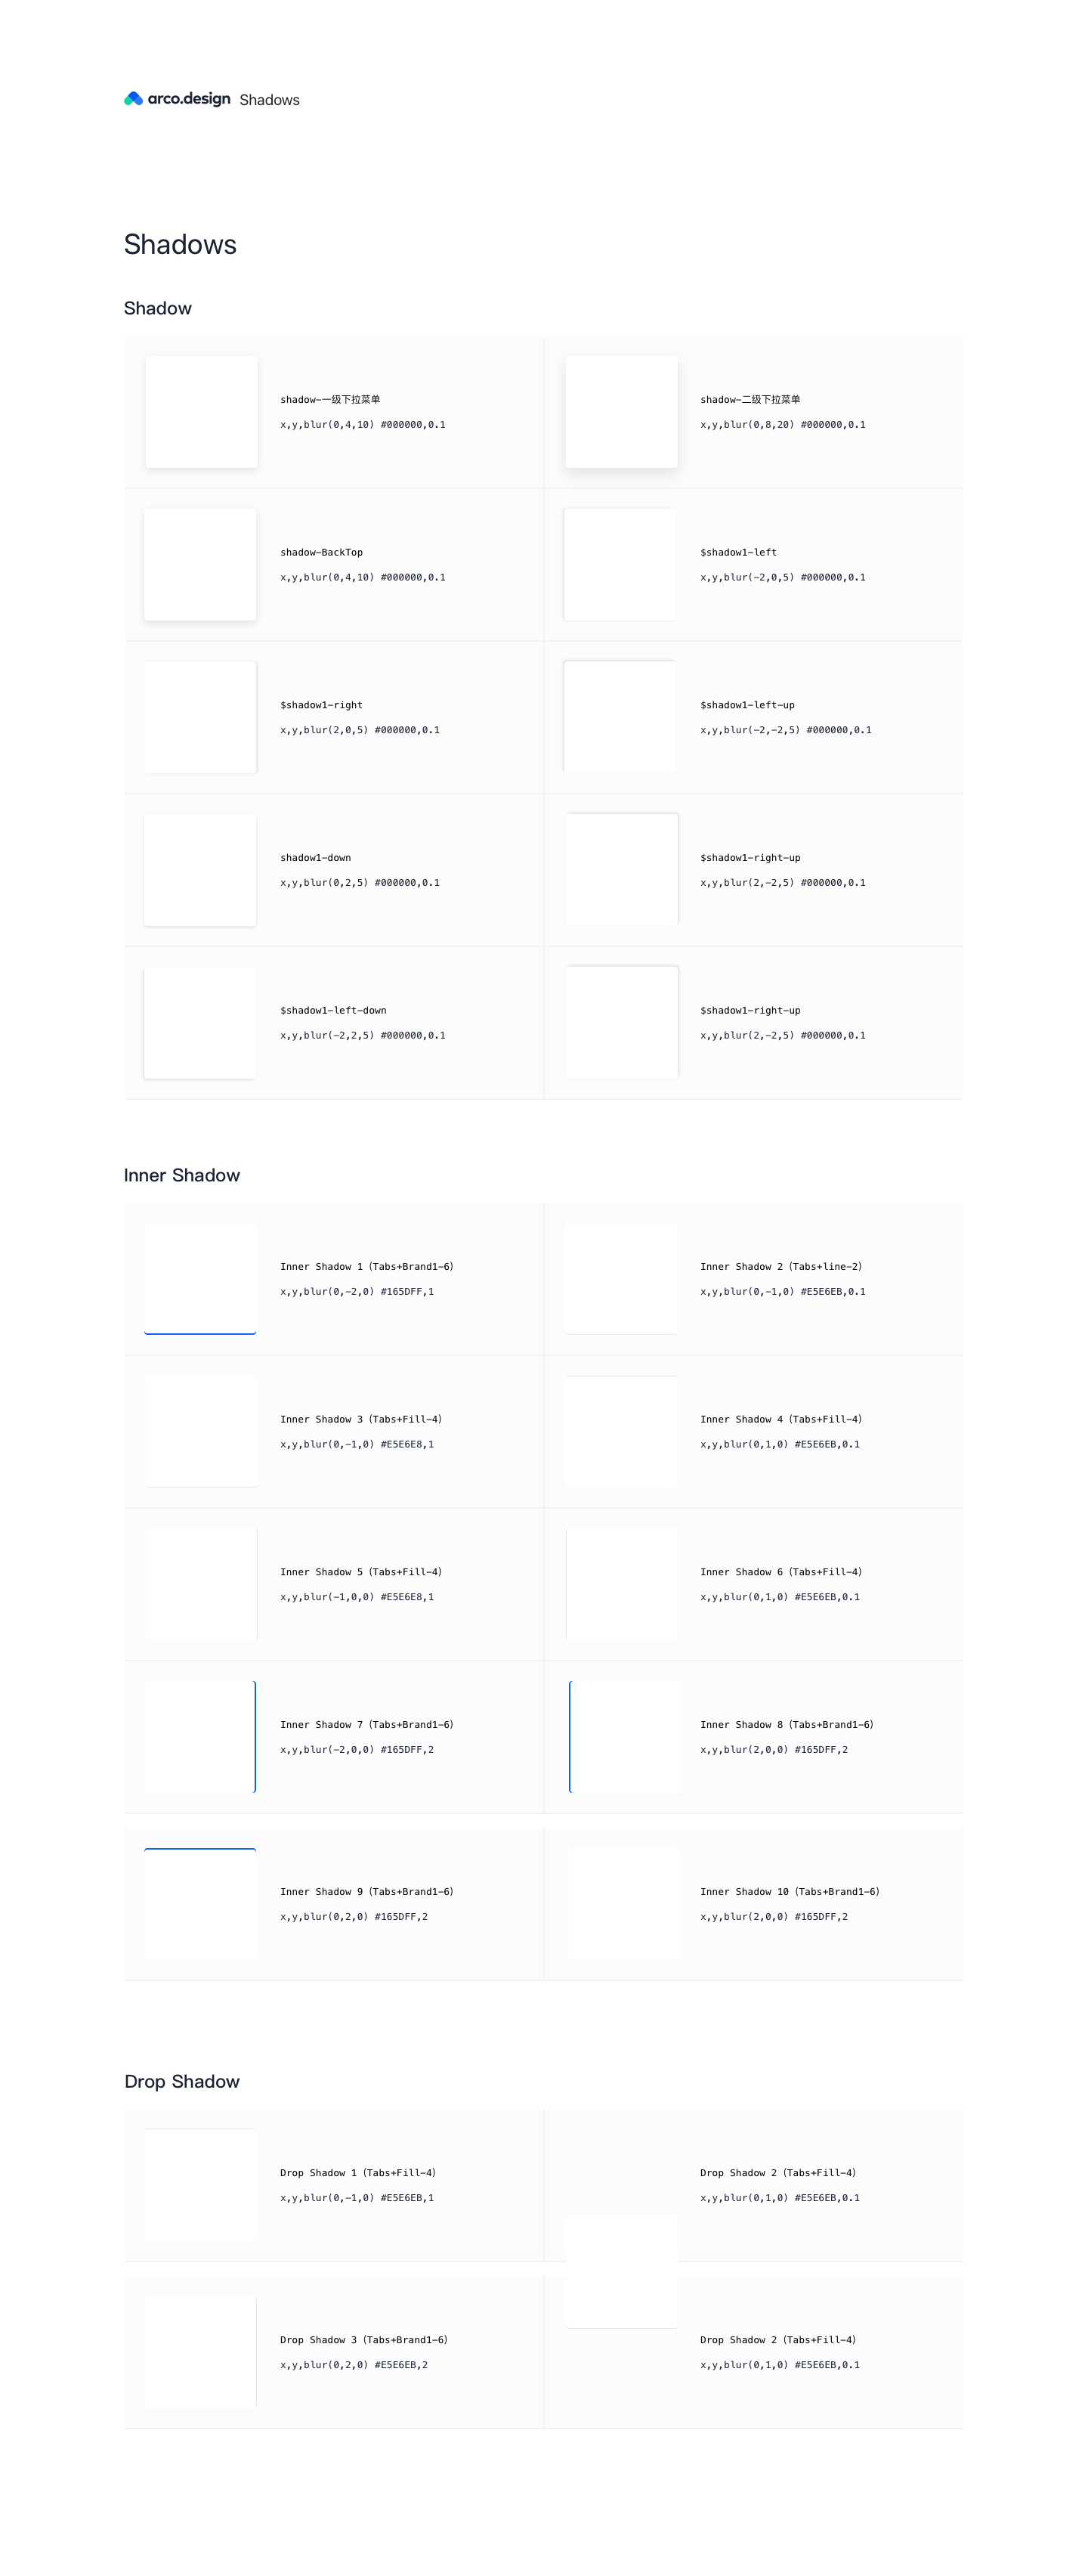 arco.design Shadows
Shadows
Shadow
shadow-一级下拉菜单
x,y,blur(0,4,10) #000000,0.1
shadow-二级下拉菜单
x,y,blur(0,8,20) #000000,0.1
shadow-BackTop
x,y,blur(0,4,10) #000000,0.1
$shadow1-left
x,y,blur(-2,0,5) #000000,0.1
$shadow1-right
x,y,blur(2,0,5) #000000,0.1
$shadow1-left-up
x,y,blur(-2,-2,5) #000000,0.1
shadow1-down
x,y,blur(0,2,5) #000000,0.1
$shadow1-right-up
x,y,blur(2,-2,5) #000000,0.1
$shadow1-left-down
x,y,blur(-2,2,5) #000000,0.1
$shadow1-right-up
x,y,blur(2,-2,5) #000000,0.1
Inner Shadow
Inner Shadow 1（Tabs+Brand1-6）
x,y,blur(0,-2,0) #165DFF,1
Inner Shadow 2（Tabs+line-2）
x,y,blur(0,-1,0) #E5E6EB,0.1
Inner Shadow 3（Tabs+Fill-4）
x,y,blur(0,-1,0) #E5E6E8,1
Inner Shadow 4（Tabs+Fill-4）
x,y,blur(0,1,0) #E5E6EB,0.1
Inner Shadow 5（Tabs+Fill-4）
x,y,blur(-1,0,0) #E5E6E8,1
Inner Shadow 6（Tabs+Fill-4）
x,y,blur(0,1,0) #E5E6EB,0.1
Inner Shadow 7（Tabs+Brand1-6）
x,y,blur(-2,0,0) #165DFF,2
Inner Shadow 8（Tabs+Brand1-6）
x,y,blur(2,0,0) #165DFF,2
Inner Shadow 9（Tabs+Brand1-6）
x,y,blur(0,2,0) #165DFF,2
Inner Shadow 10（Tabs+Brand1-6）
x,y,blur(2,0,0) #165DFF,2
Drop Shadow
Drop Shadow 1（Tabs+Fill-4）
x,y,blur(0,-1,0) #E5E6EB,1
Drop Shadow 2（Tabs+Fill-4）
x,y,blur(0,1,0) #E5E6EB,0.1
Drop Shadow 3（Tabs+Brand1-6）
x,y,blur(0,2,0) #E5E6EB,2
Drop Shadow 2（Tabs+Fill-4）
x,y,blur(0,1,0) #E5E6EB,0.1